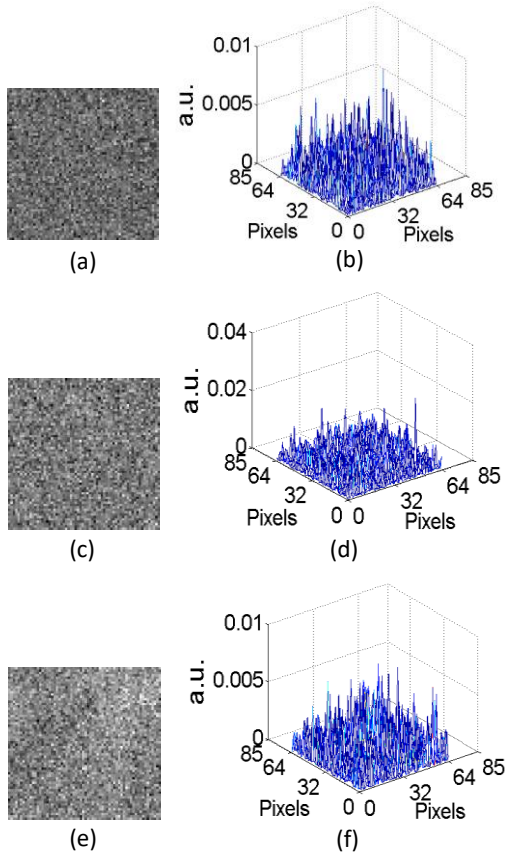 0.01
0.005
0
a.u.
85
64
32
0
Pixels
0
32
64
85
Pixels
(a)
(b)
0.04
0.02
0
a.u.
85
64
32
0
Pixels
0
32
64
85
Pixels
(c)
(d)
0.01
0.005
0
a.u.
85
64
32
0
Pixels
0
32
64
85
Pixels
(e)
(f)